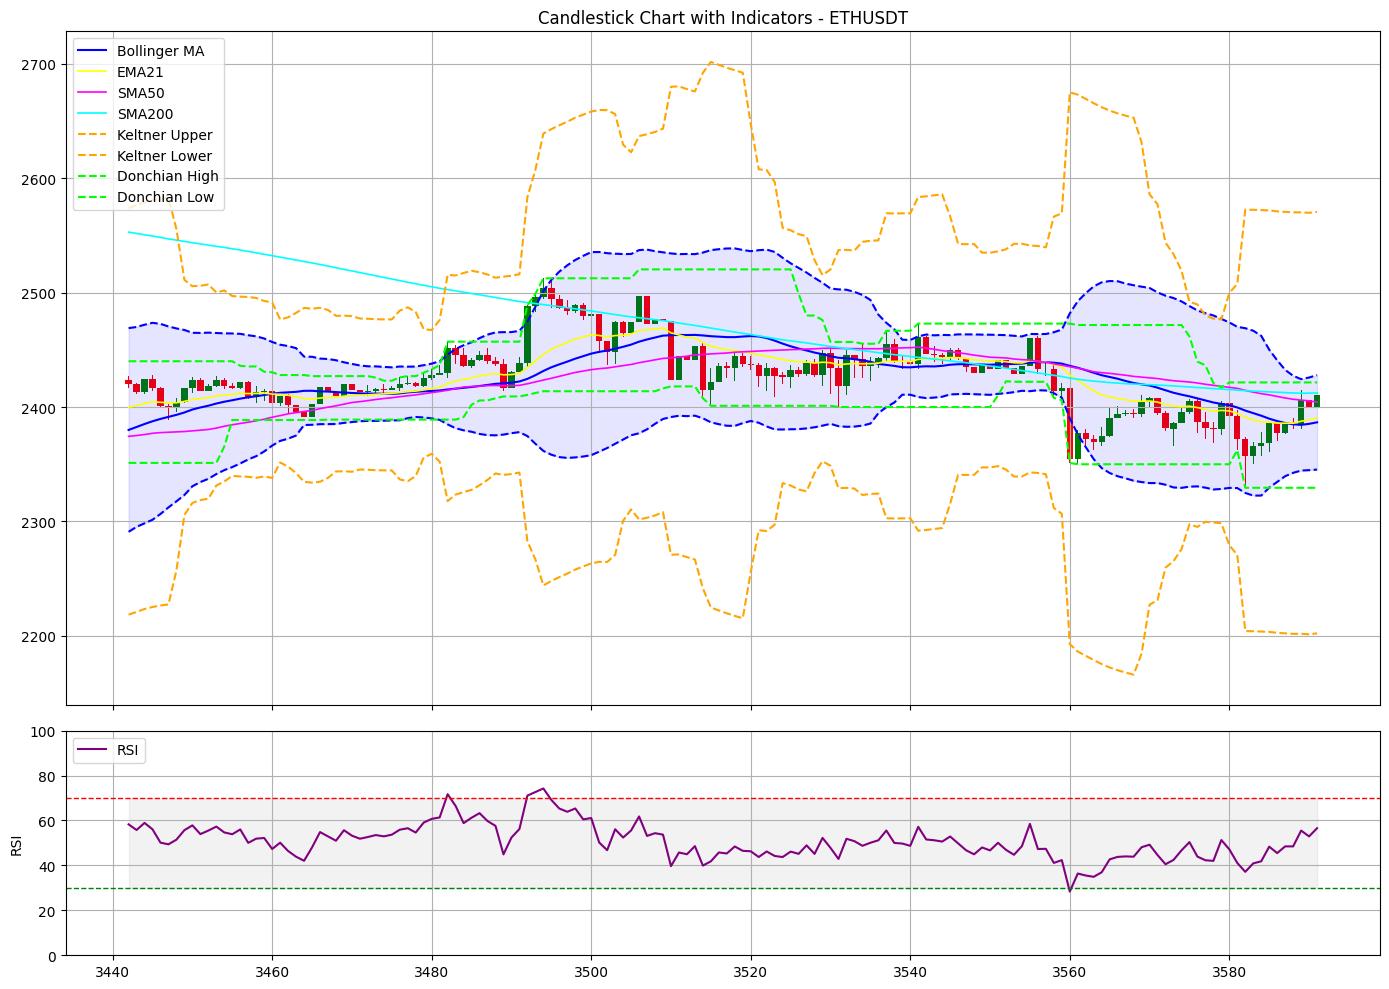 Candlestick Chart with Indicators - ETHUSDT
Bollinger MA
EMA21
SMA50
SMA200
Keltner Upper
Keltner Lower
Donchian High
Donchian Low
2700
2600
2500
2400
2300
2200
RSI
100
80
60
40
20
0
RSI
3440 3460 3480 3500 3520 3540 3560 3580